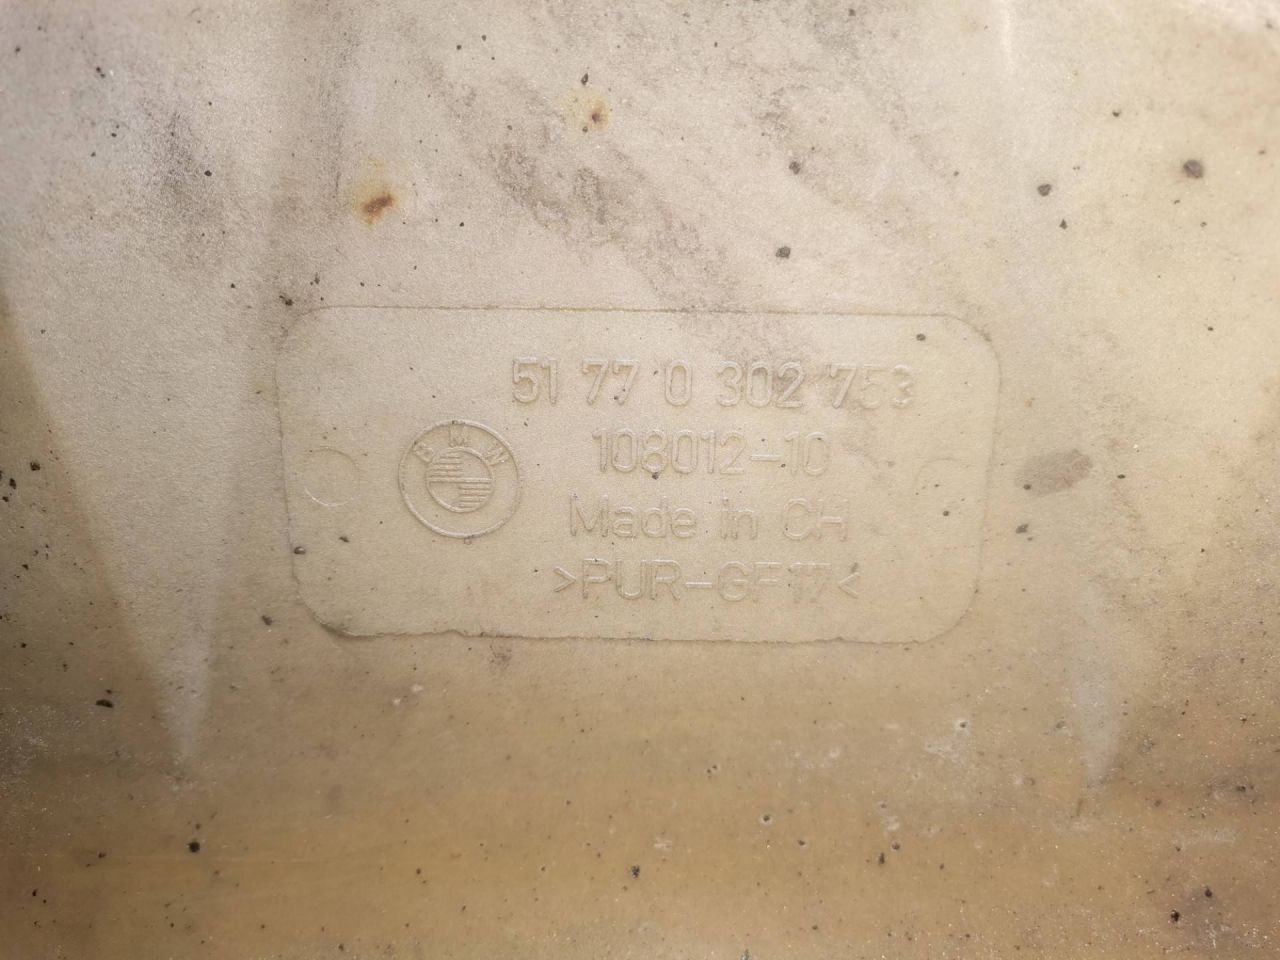 51 77 0 302 753
BMW
108012-10
Made in CH
>PUR-GF17<